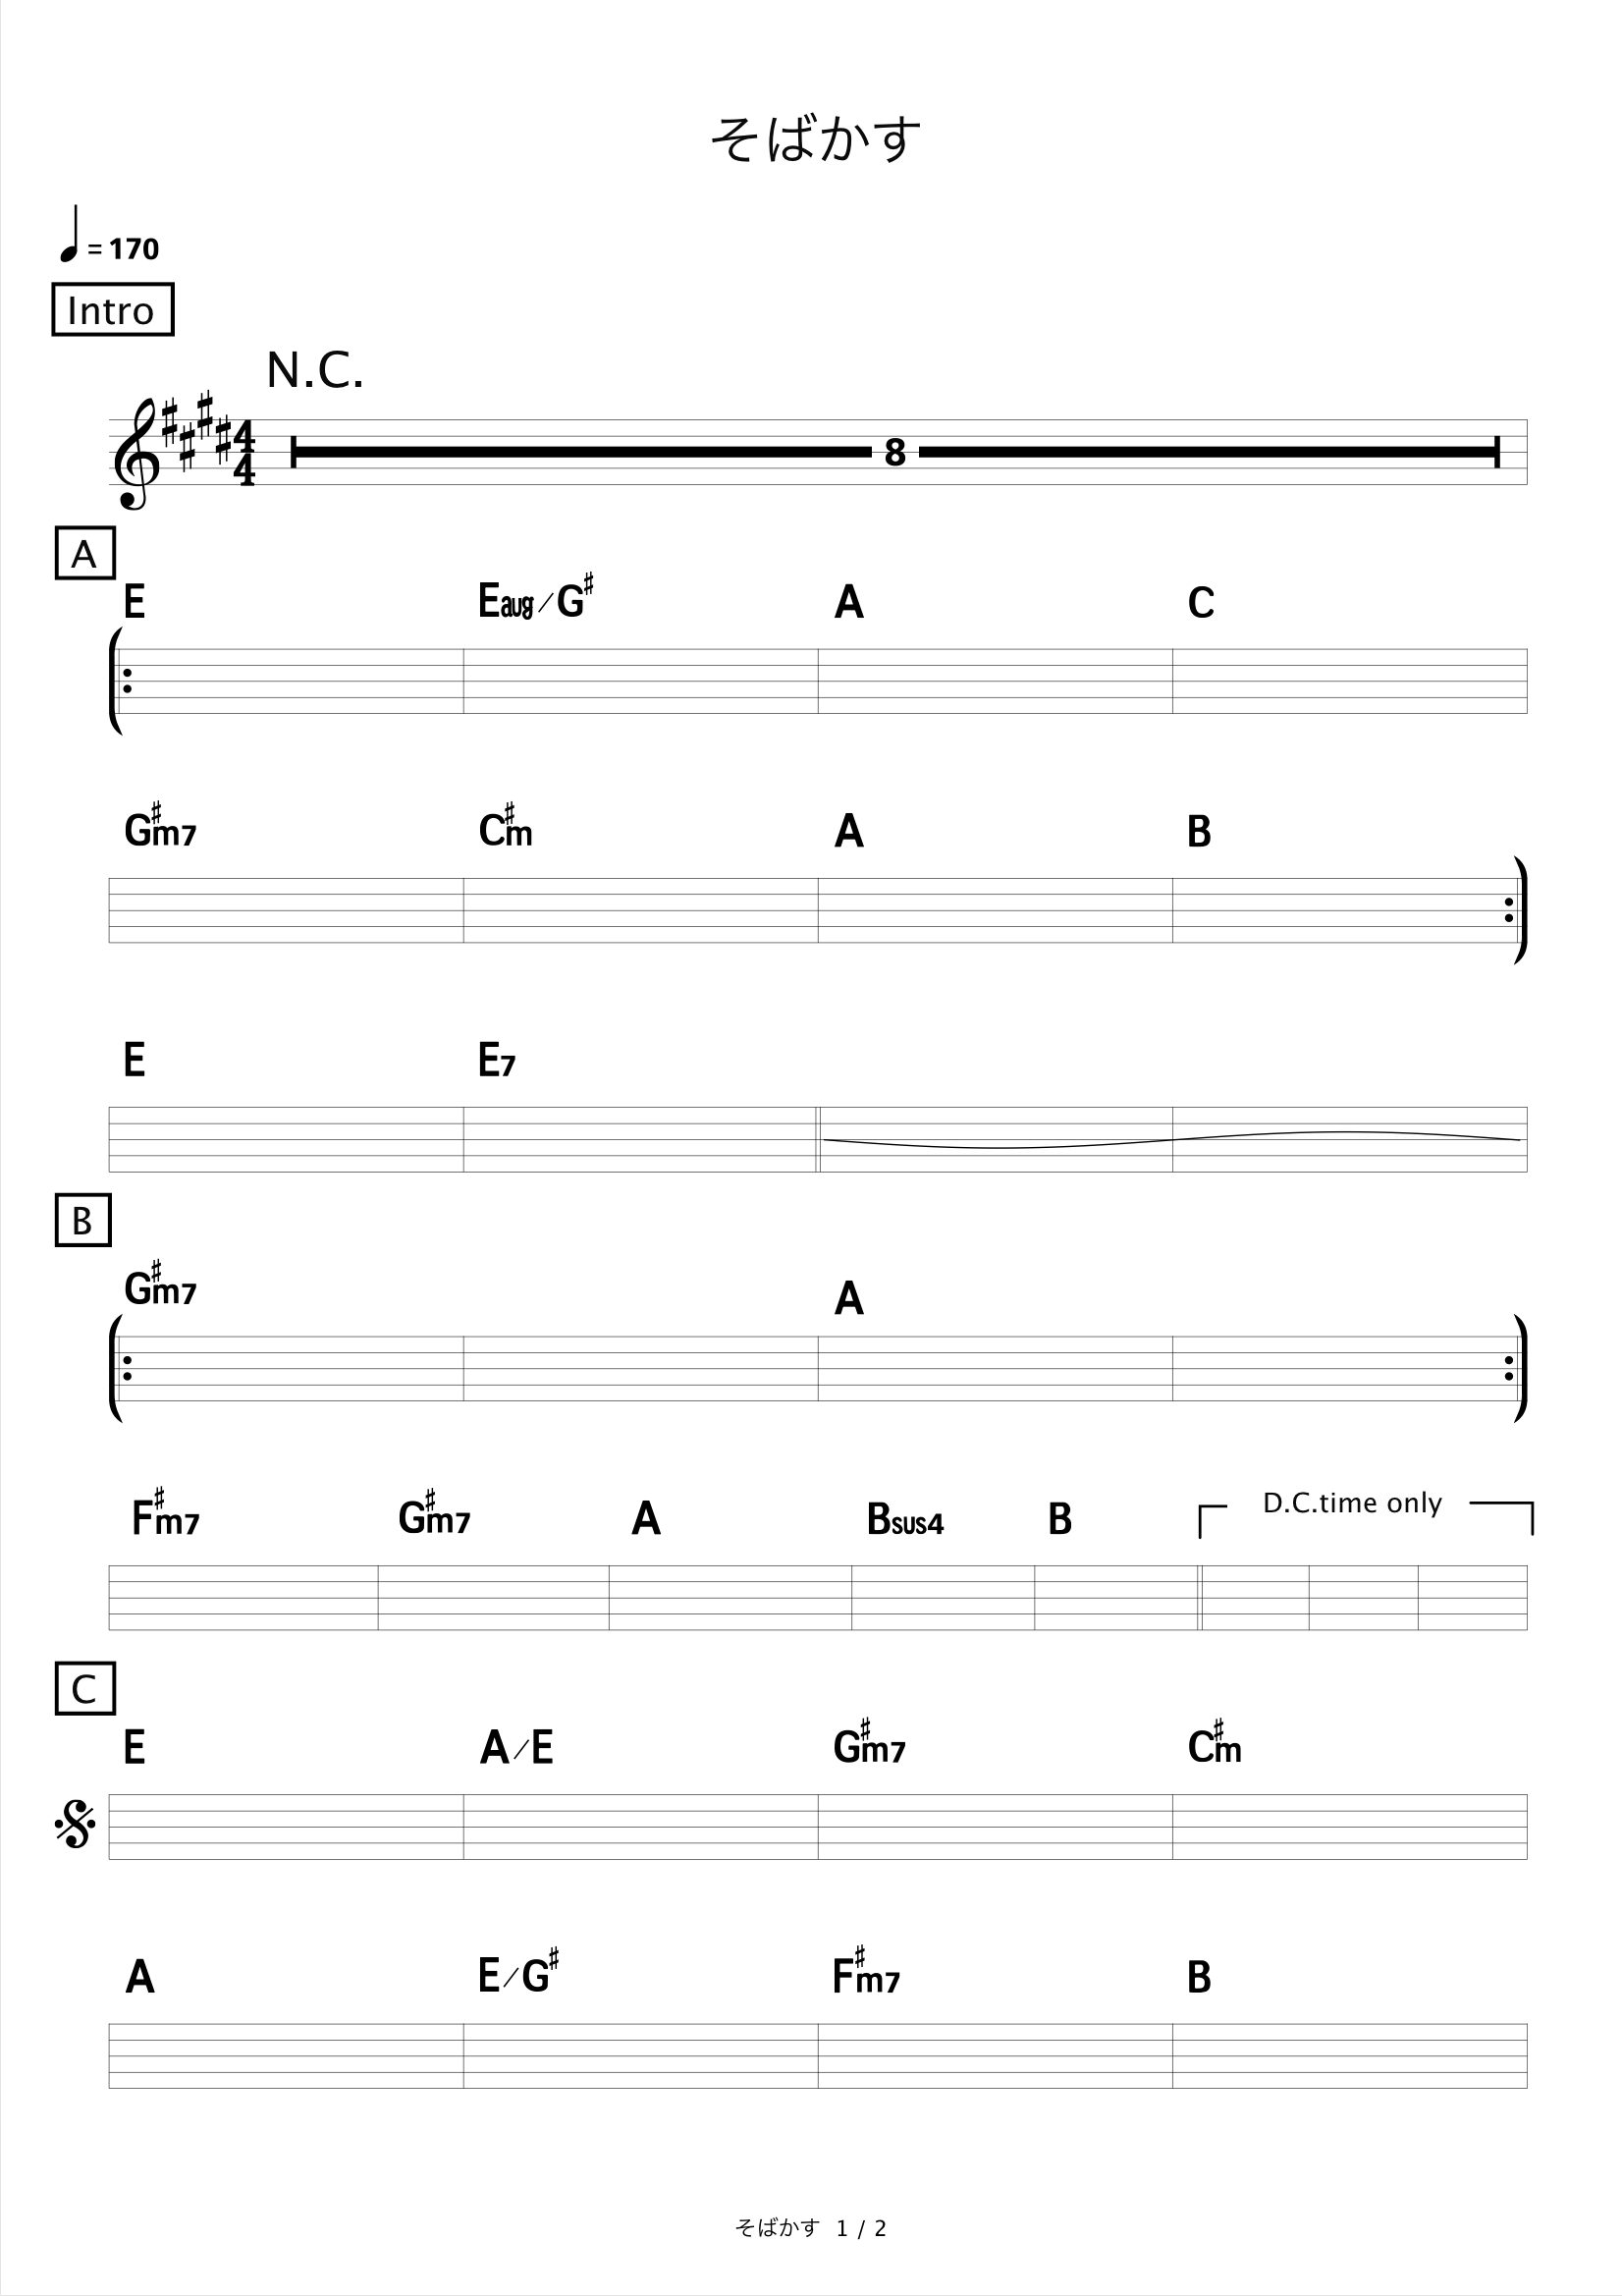 そばかす
= 170
Intro
N.C.
4
4
8
A
E Eaug/G♯ A C
G♯m7 C♯m A B
E E7
B
G♯m7 A
F♯m7 G♯m7 A Bsus4 B D.C.time only
C
E A/E G♯m7 C♯m
A E/G♯ F♯m7 B
そばかす 1 / 2